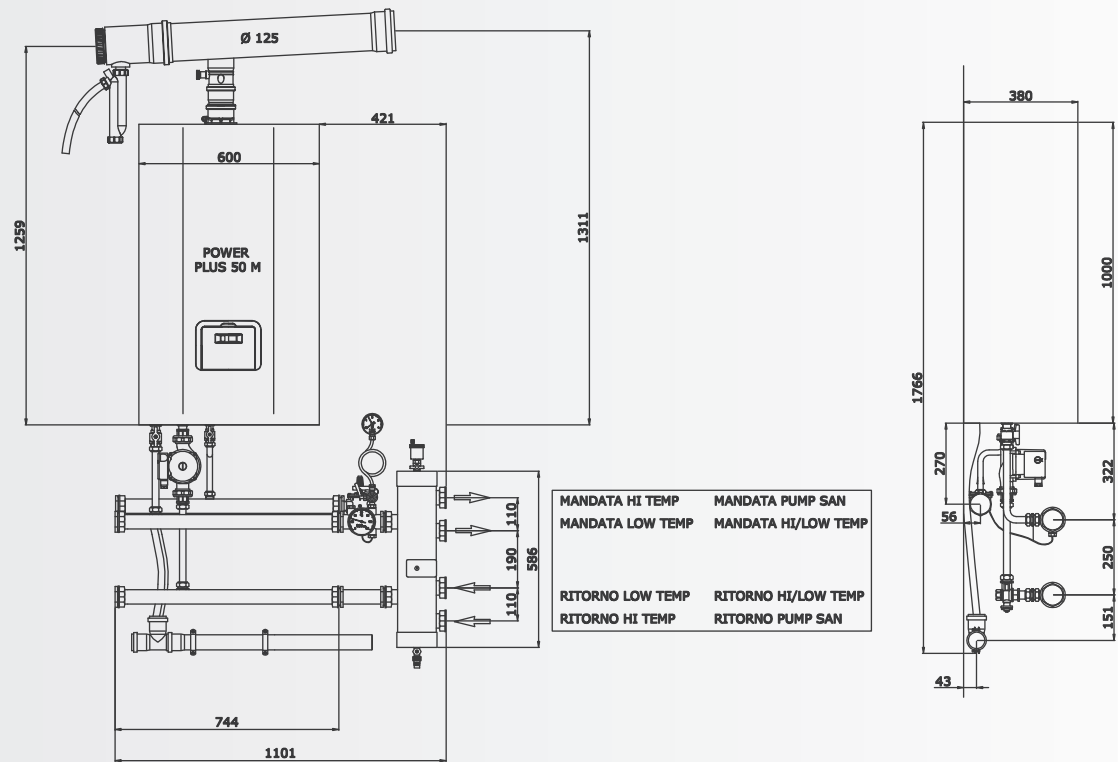 Ø 125
421
600
1259
1311
POWER
PLUS 50 M
110
190
110
586
744
1101
MANDATA HI TEMP MANDATA PUMP SAN
MANDATA LOW TEMP MANDATA HI/LOW TEMP
RITORNO LOW TEMP RITORNO HI/LOW TEMP
RITORNO HI TEMP RITORNO PUMP SAN
380
1000
1766
270
322
56
250
151
43